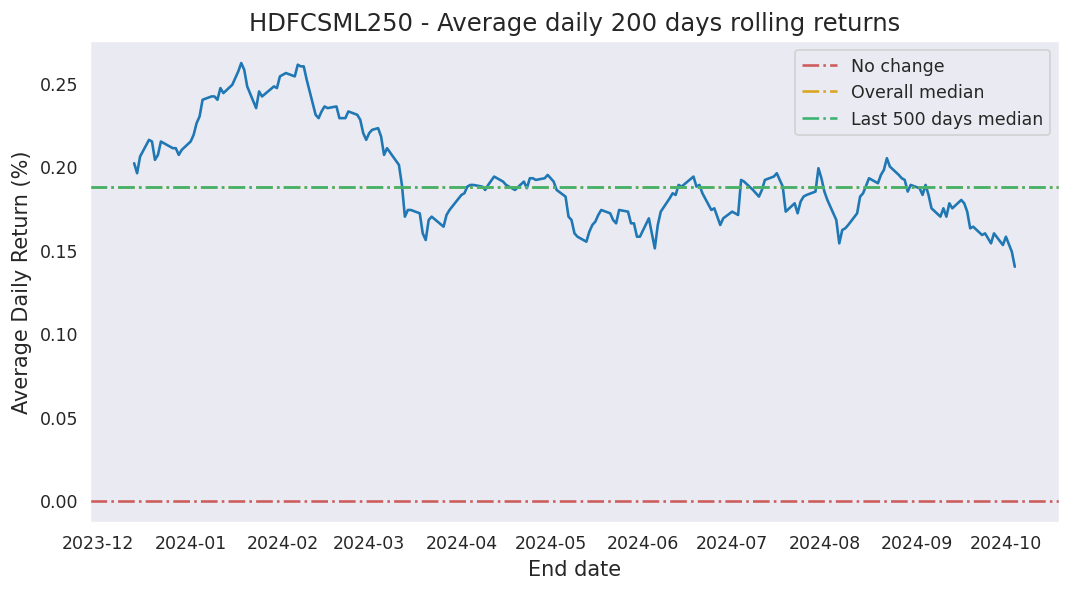 HDFCSML250 - Average daily 200 days rolling returns
No change
Overall median
Last 500 days median
Average Daily Return (%)
0.25
0.20
0.15
0.10
0.05
0.00
2023-12 2024-01 2024-02 2024-03 2024-04 2024-05 2024-06 2024-07 2024-08 2024-09 2024-10
End date